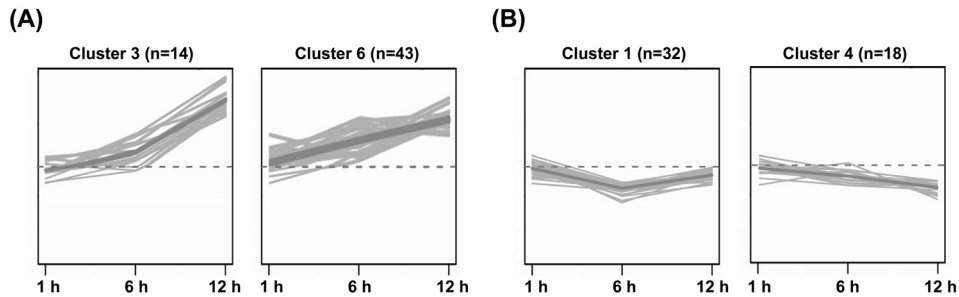 (A)
(B)
Cluster 3 (n=14)
Cluster 6 (n=43)
Cluster 1 (n=32)
Cluster 4 (n=18)
1 h 6 h 12 h
1 h 6 h 12 h
1 h 6 h 12 h
1 h 6 h 12 h